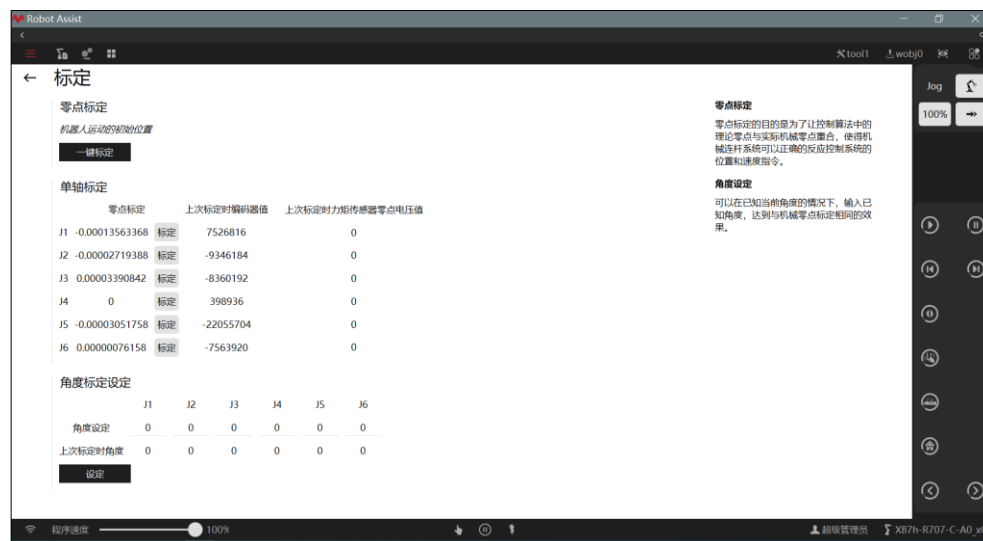 Robot Assist
tool1 wobj0
标定
Jog
100%
零点标定
机器人运动的初始位置
一键标定
单轴标定
零点标定 上次标定时编码器值 上次标定时力矩传感器零点电压值
J1 -0.00013563368 标定 7526816 0
J2 -0.00002719388 标定 -9346184 0
J3 0.00003390842 标定 -8360192 0
J4 0 标定 398936 0
J5 -0.00003051758 标定 -22055704 0
J6 0.00000076158 标定 -7563920 0
角度标定设定
J1 J2 J3 J4 J5 J6
角度设定 0 0 0 0 0 0
上次标定时角度 0 0 0 0 0 0
设定
零点标定
零点标定的目的是为了让控制算法中的
理论零点与实际机械零点重合，使得机
械连杆系统可以正确的反应控制系统的
位置和速度指令。
角度设定
可以在已知当前角度的情况下，输入已
知角度，达到与机械零点标定相同的效
果。
程序速度 100%
超级管理员 XB7h-R707-C-A0_x